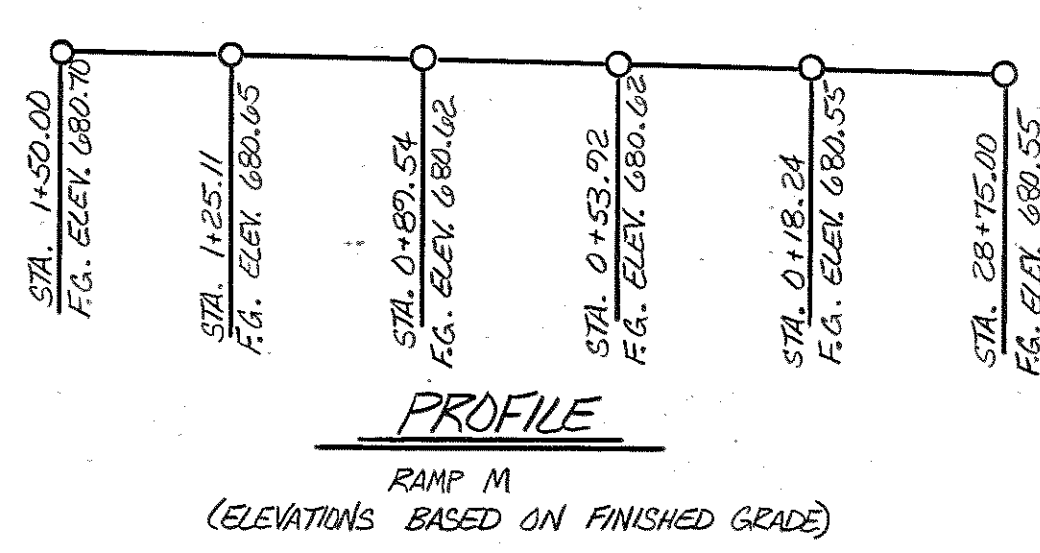 STA. 1+50.00
F.G. ELEV. 680.70
STA. 1+25.11
F.G. ELEV. 680.65
STA. 0+89.54
F.G. ELEV. 680.62
STA. 0+53.92
F.G. ELEV. 680.62
STA. 0+18.24
F.G. ELEV. 680.55
STA. 28+75.00
F.G. ELEV. 680.55
PROFILE
RAMP M
(ELEVATIONS BASED ON FINISHED GRADE)